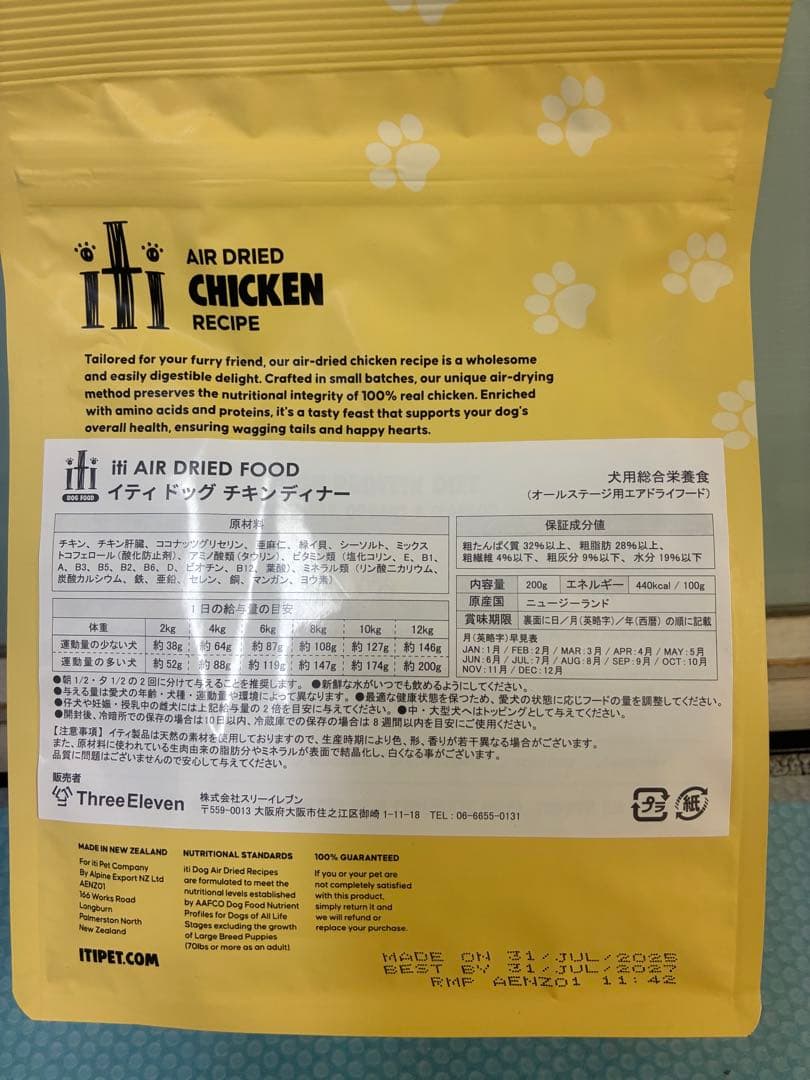 iti
AIR DRIED
CHICKEN
RECIPE
Tailored for your furry friend, our air-dried chicken recipe is a wholesome
and easily digestible delight. Crafted in small batches, our unique air-drying
method preserves the nutritional integrity of 100% real chicken. Enriched
with amino acids and proteins, it's a tasty feast that supports your dog's
overall health, ensuring wagging tails and happy hearts.
iti
DOG FOOD
iti AIR DRIED FOOD
イティ ドッグ チキンディナー
犬用総合栄養食
（オールステージ用エアドライフード）
原材料
チキン、チキン肝臓、ココナッツグリセリン、亜麻仁、緑イ貝、シーソルト、ミックス
トコフェロール（酸化防止剤）、アミノ酸類（タウリン）、ビタミン類（塩化コリン、E、B1、
A、B3、B5、B2、B6、D、ビオチン、B12、葉酸）、ミネラル類（リン酸二カリウム、
炭酸カルシウム、鉄、亜鉛、セレン、銅、マンガン、ヨウ素）
保証成分値
粗たんぱく質 32％以上、 粗脂肪 28％以上、
粗繊維 4％以下、 粗灰分 9％以下、 水分 19％以下
内容量 200g エネルギー 440kcal / 100g
原産国 ニュージーランド
賞味期限 裏面に日／月(英略字)／年(西暦) の順に記載
月(英略字)早見表
JAN:1月 / FEB:2月 / MAR:3月 / APR:4月 / MAY:5月
JUN:6月 / JUL:7月 / AUG:8月 / SEP:9月 / OCT:10月
NOV:11月 / DEC:12月
1日の給与量の目安
体重 2kg 4kg 6kg 8kg 10kg 12kg
運動量の少ない犬 約38g 約64g 約87g 約108g 約127g 約146g
運動量の多い犬 約52g 約88g 約119g 約147g 約174g 約200g
●朝1/2・夕1/2の2回に分けて与えることを推奨します。 ●新鮮な水がいつでも飲めるようにしてください。
●与える量は愛犬の年齢・犬種・運動量や環境によって異なります。●最適な健康状態を保つため、愛犬の状態に応じフードの量を調整してください。
●仔犬や妊娠・授乳中の雌犬には上記給与量の2倍を目安に与えてください。●中・大型犬へはトッピングとして与えてください。
●開封後、冷暗所での保存の場合は10日以内、冷蔵庫での保存の場合は8週間以内を目安にご使用ください。
【注意事項】イティ製品は天然の素材を使用しておりますので、生産時期により色、形、香りが若干異なる場合がございます。
また、原材料に使われている生肉由来の脂肪分やミネラルが表面で結晶化し、白くなる事がございます。
品質に問題はございませんので安心して与えてください。
販売者
ThreeEleven
株式会社スリーイレブン
〒559-0013 大阪府大阪市住之江区御崎1-11-18 TEL：06-6655-0131
プラ
紙
MADE IN NEW ZEALAND
For iti Pet Company
By Alpine Export NZ Ltd
AENZ01
166 Works Road
Longburn
Palmerston North
New Zealand
ITIPET.COM
NUTRITIONAL STANDARDS
iti Dog Air Dried Recipes
are formulated to meet the
nutritional levels established
by AAFCO Dog Food Nutrient
Profiles for Dogs of All Life
Stages excluding the growth
of Large Breed Puppies
(70lbs or more as an adult)
100% GUARANTEED
If you or your pet are
not completely satisfied
with this product,
simply return it and
we will refund or
replace your purchase.
MADE ON 31/JUL/2025
BEST BY 31/JUL/2027
RMP AENZ01 11:42